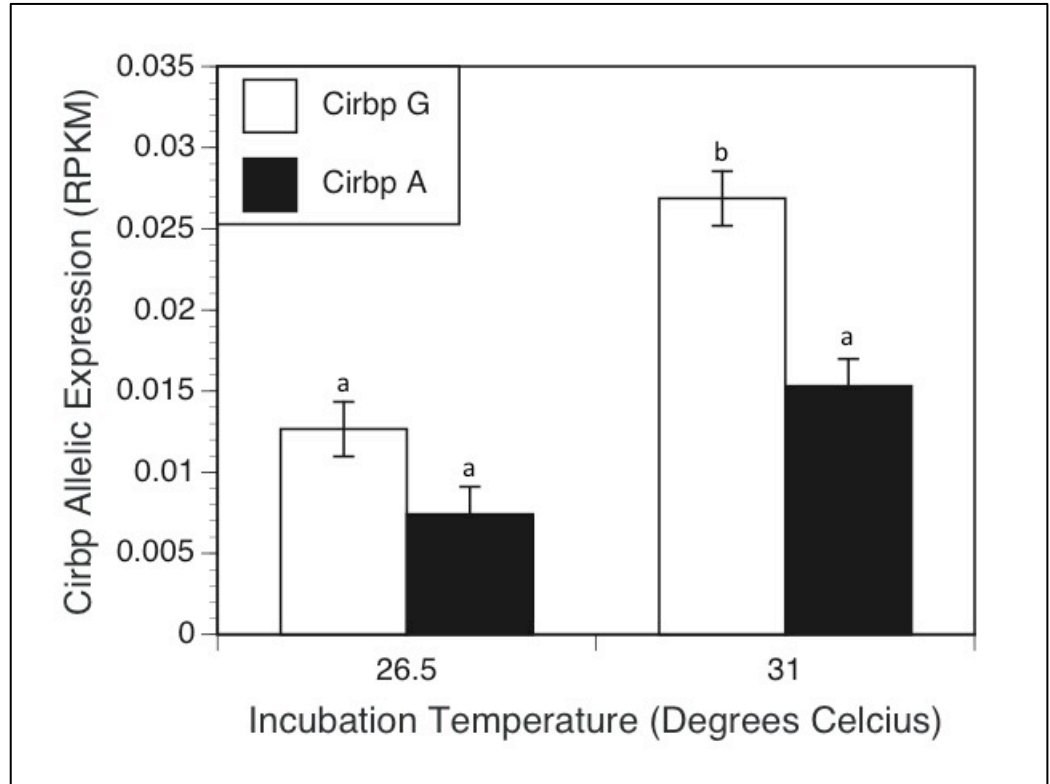 Cirbp Allelic Expression (RPKM)
0.035
0.03
0.025
0.02
0.015
0.01
0.005
0
Cirbp G
Cirbp A
a
a
b
a
26.5
31
Incubation Temperature (Degrees Celcius)